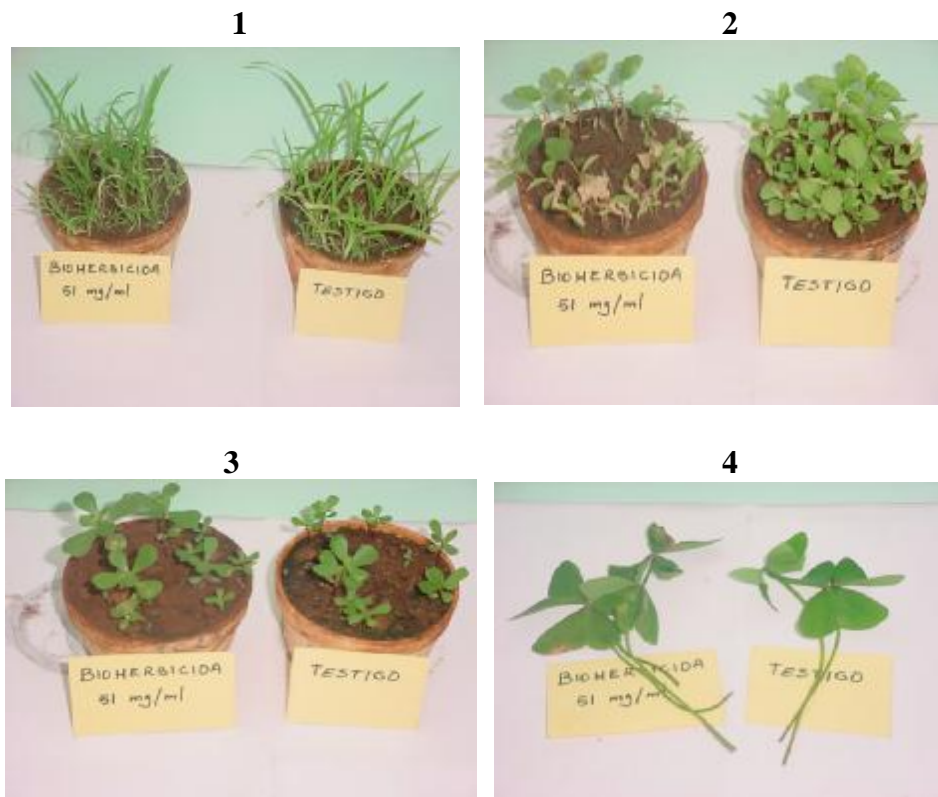 1
2
BIOHERBICIDA
51 mg/ml
TESTIGO
BIOHERBICIDA
51 mg/ml
TESTIGO
3
4
BIOHERBICIDA
51 mg/ml
TESTIGO
BIOHERBICIDA
51 mg/ml
TESTIGO